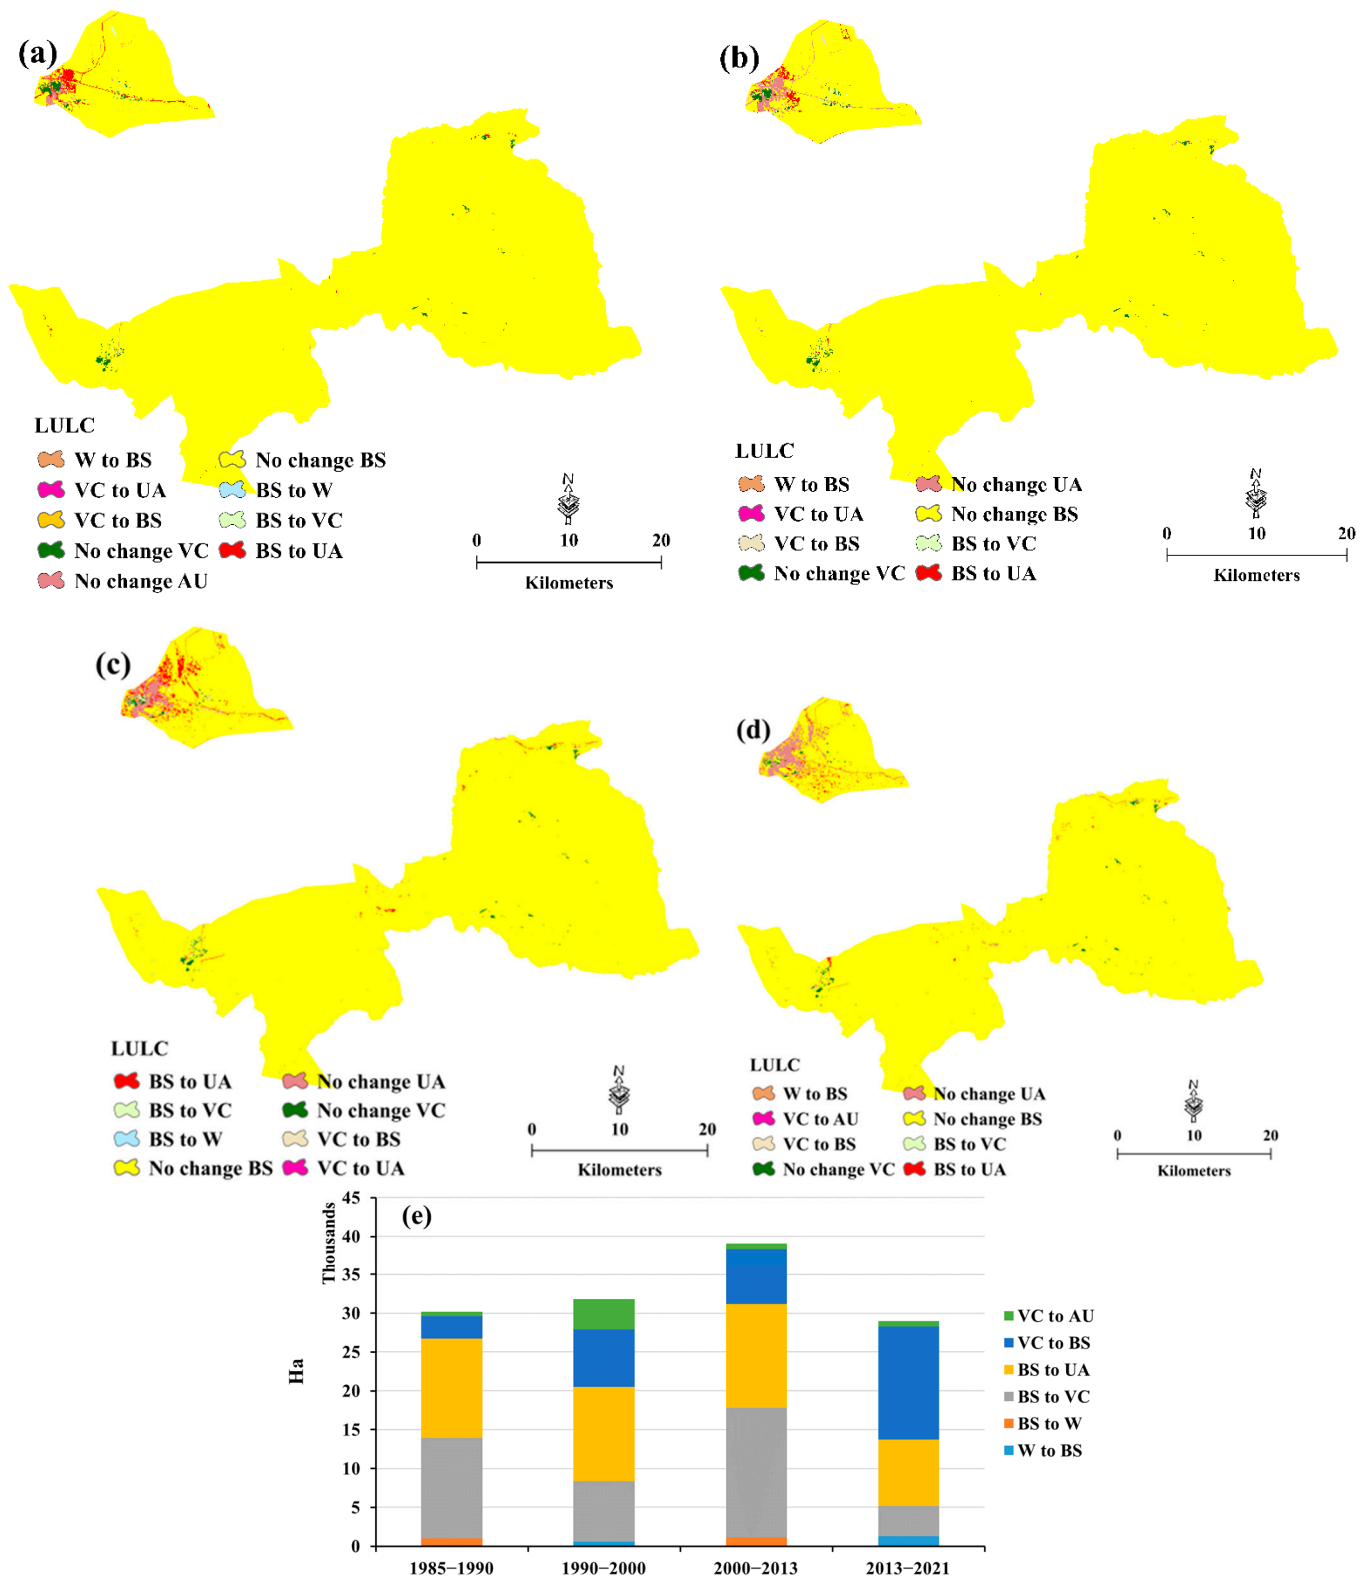 (a)
(b)
LULC
W to BS
No change BS
VC to UA
BS to W
VC to BS
BS to VC
No change VC
BS to UA
No change AU
N
0 10 20
Kilometers
LULC
W to BS
No change UA
VC to UA
No change BS
VC to BS
BS to VC
No change VC
BS to UA
N
0 10 20
Kilometers
(c)
(d)
LULC
BS to UA
No change UA
BS to VC
No change VC
BS to W
VC to BS
No change BS
VC to UA
N
0 10 20
Kilometers
LULC
W to BS
No change UA
VC to AU
No change BS
VC to BS
BS to VC
No change VC
BS to UA
N
0 10 20
Kilometers
(e)
Thousands
Ha
45
40
35
30
25
20
15
10
5
0
1985−1990
1990−2000
2000−2013
2013−2021
VC to AU
VC to BS
BS to UA
BS to VC
BS to W
W to BS